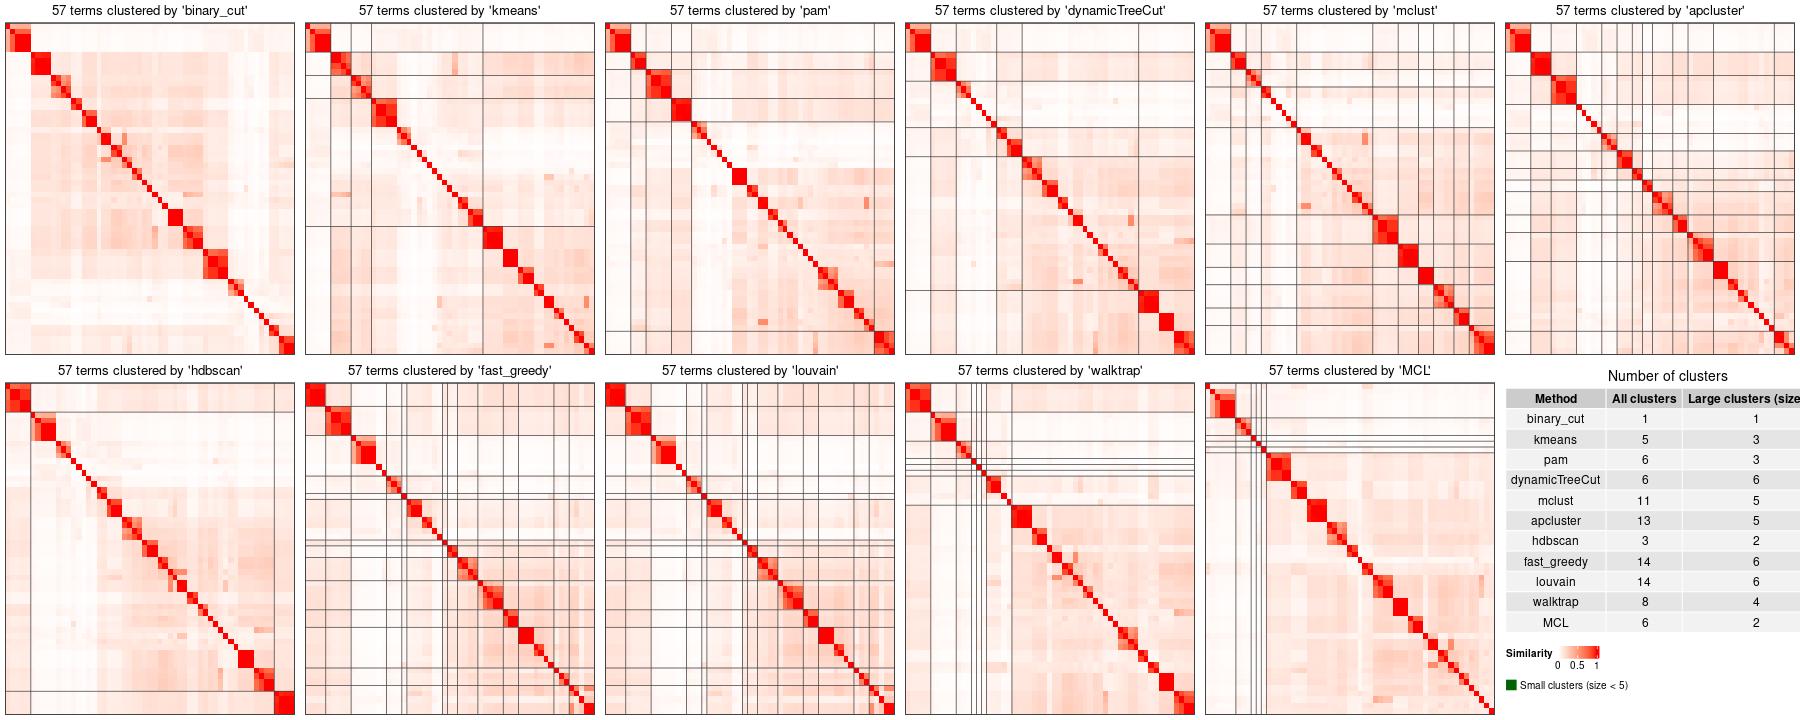 57 terms clustered by 'binary_cut'
57 terms clustered by 'kmeans'
57 terms clustered by 'pam'
57 terms clustered by 'dynamicTreeCut'
57 terms clustered by 'mclust'
57 terms clustered by 'apcluster'
57 terms clustered by 'hdbscan'
57 terms clustered by 'fast_greedy'
57 terms clustered by 'louvain'
57 terms clustered by 'walktrap'
57 terms clustered by 'MCL'
Number of clusters
Method All clusters Large clusters (size
binary_cut 1 1
kmeans 5 3
pam 6 3
dynamicTreeCut 6 6
mclust 11 5
apcluster 13 5
hdbscan 3 2
fast_greedy 14 6
louvain 14 6
walktrap 8 4
MCL 6 2
Similarity
0 0.5 1
Small clusters (size < 5)